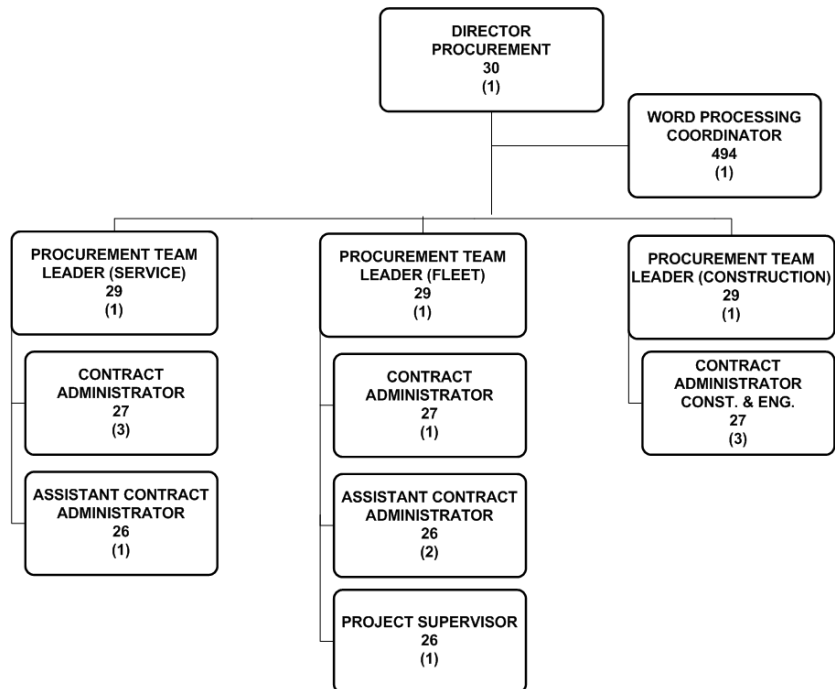 DIRECTOR
PROCUREMENT
30
(1)
WORD PROCESSING
COORDINATOR
494
(1)
PROCUREMENT TEAM
LEADER (SERVICE)
29
(1)
CONTRACT
ADMINISTRATOR
27
(3)
ASSISTANT CONTRACT
ADMINISTRATOR
26
(1)
PROCUREMENT TEAM
LEADER (FLEET)
29
(1)
CONTRACT
ADMINISTRATOR
27
(1)
ASSISTANT CONTRACT
ADMINISTRATOR
26
(2)
PROJECT SUPERVISOR
26
(1)
PROCUREMENT TEAM
LEADER (CONSTRUCTION)
29
(1)
CONTRACT
ADMINISTRATOR
CONST. & ENG.
27
(3)